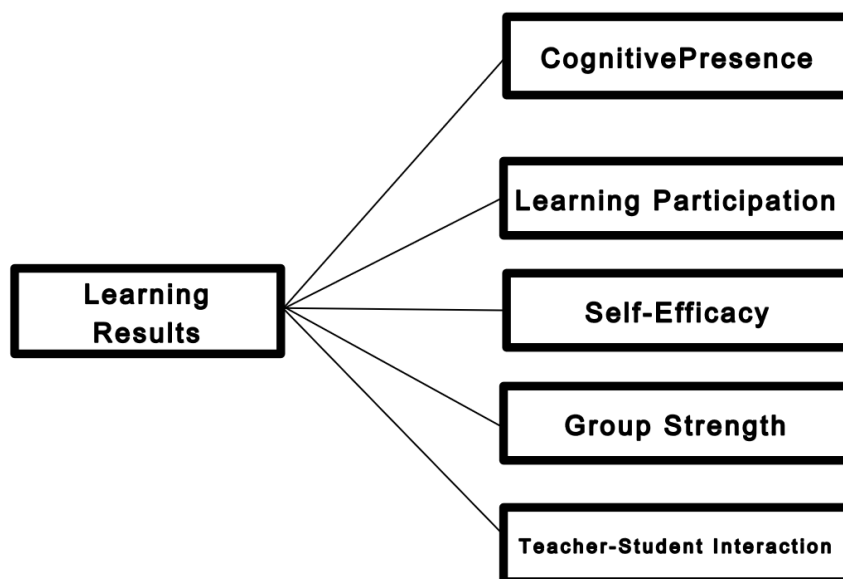 CognitivePresence
Learning Participation
Learning
Results
Self-Efficacy
Group Strength
Teacher-Student Interaction